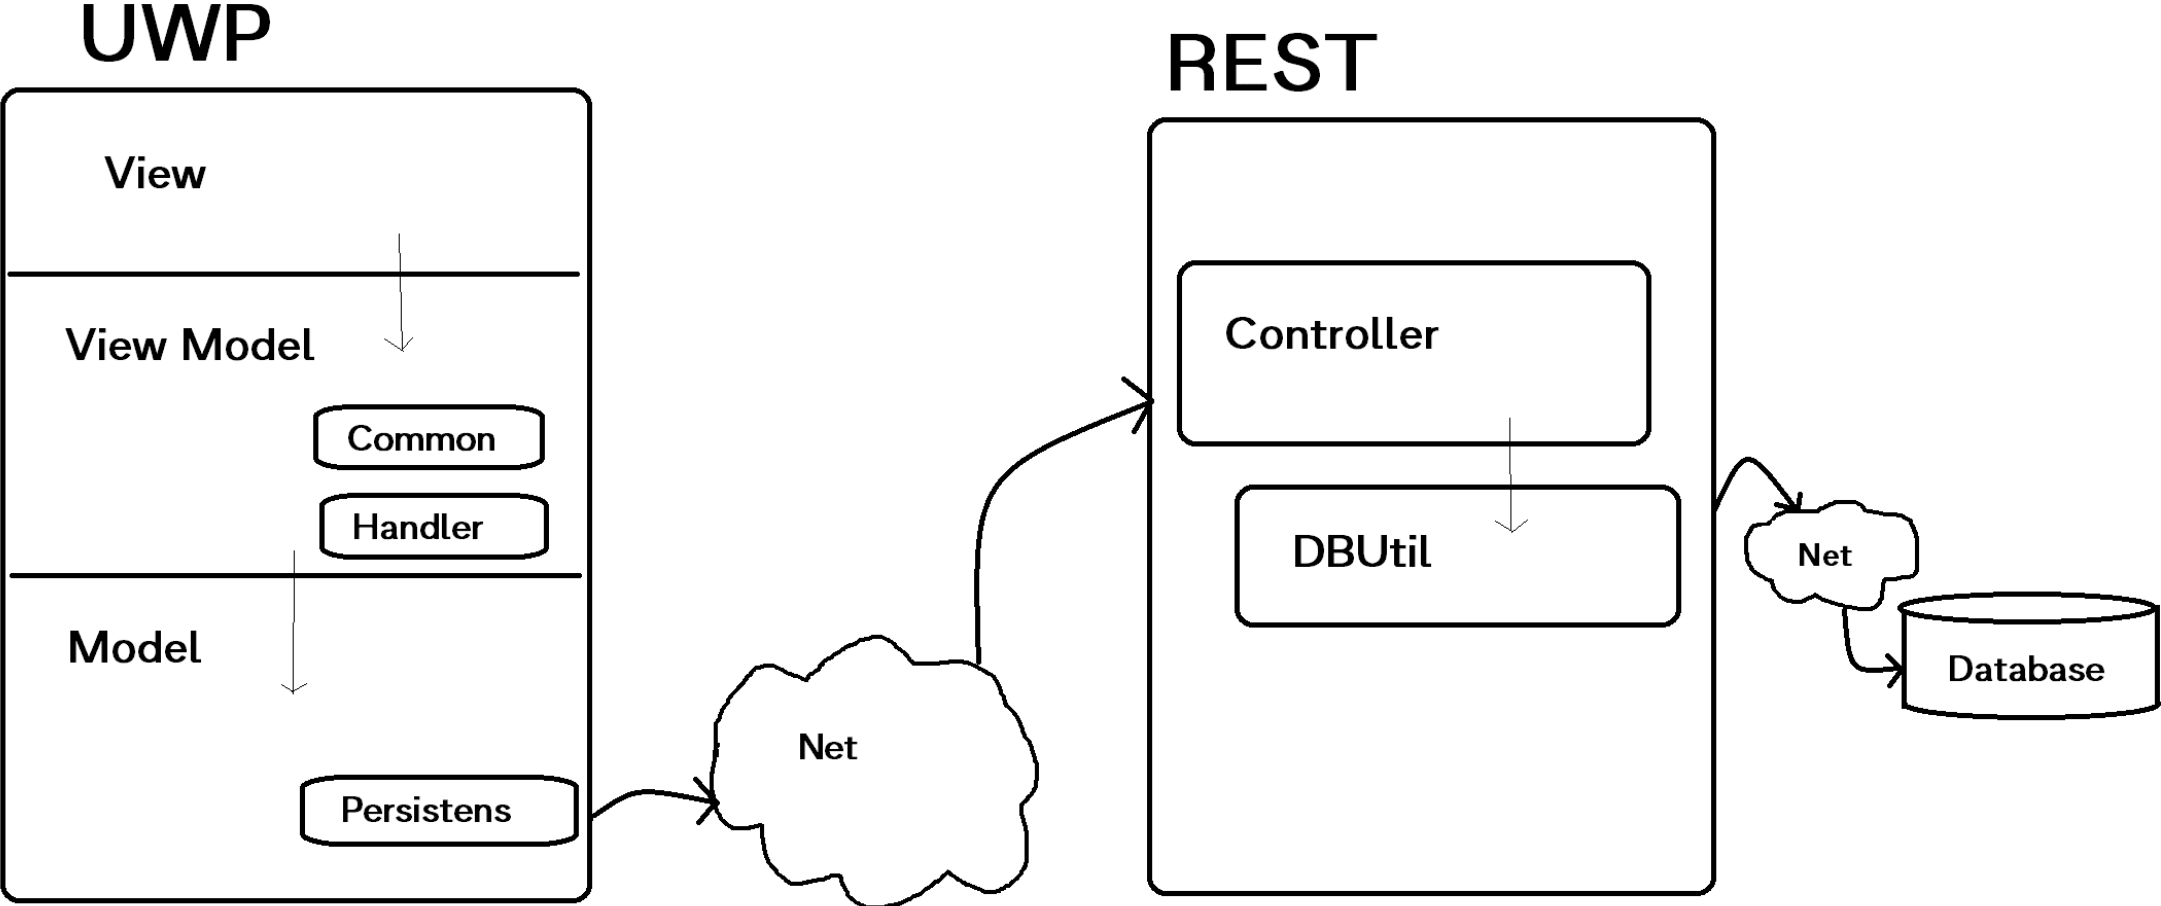 UWP
View
View Model
Common
Handler
Model
Persistens
Net
REST
Controller
DBUtil
Net
Database